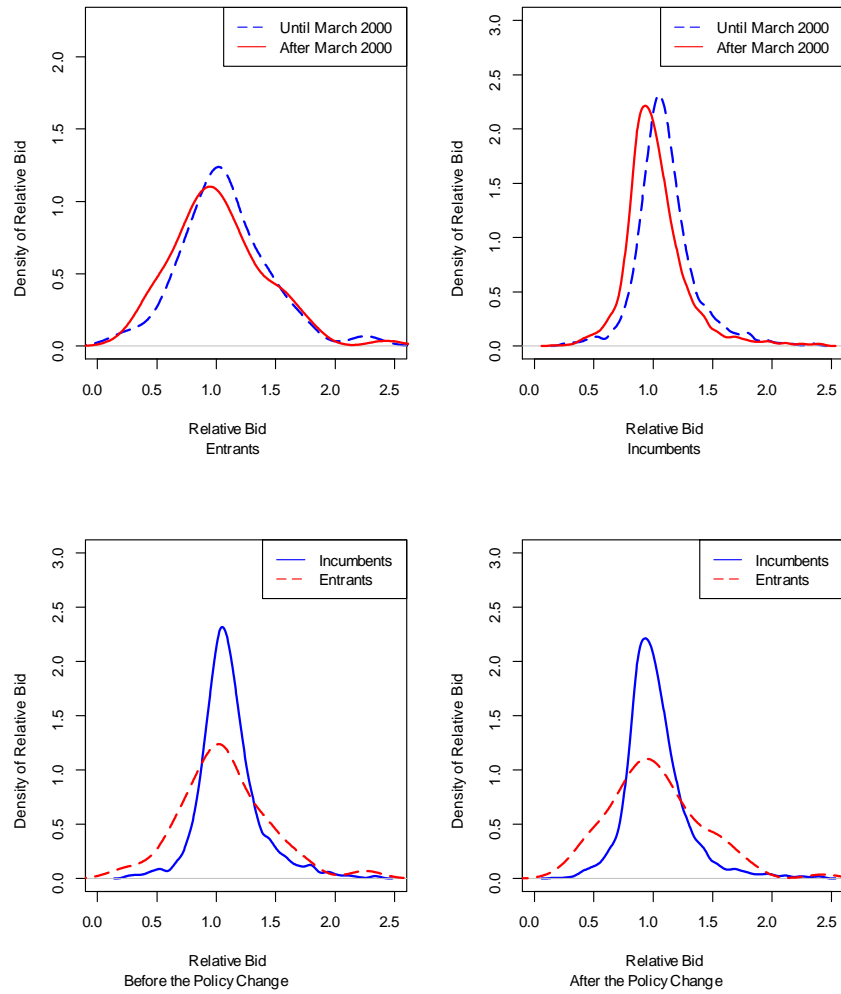 Until March 2000
After March 2000
Density of Relative Bid
0.0 0.5 1.0 1.5 2.0
0.0 0.5 1.0 1.5 2.0 2.5
Relative Bid
Entrants
Until March 2000
After March 2000
Density of Relative Bid
0.0 0.5 1.0 1.5 2.0 2.5 3.0
0.0 0.5 1.0 1.5 2.0 2.5
Relative Bid
Incumbents
Incumbents
Entrants
Density of Relative Bid
0.0 0.5 1.0 1.5 2.0 2.5 3.0
0.0 0.5 1.0 1.5 2.0 2.5
Relative Bid
Before the Policy Change
Incumbents
Entrants
Density of Relative Bid
0.0 0.5 1.0 1.5 2.0 2.5 3.0
0.0 0.5 1.0 1.5 2.0 2.5
Relative Bid
After the Policy Change